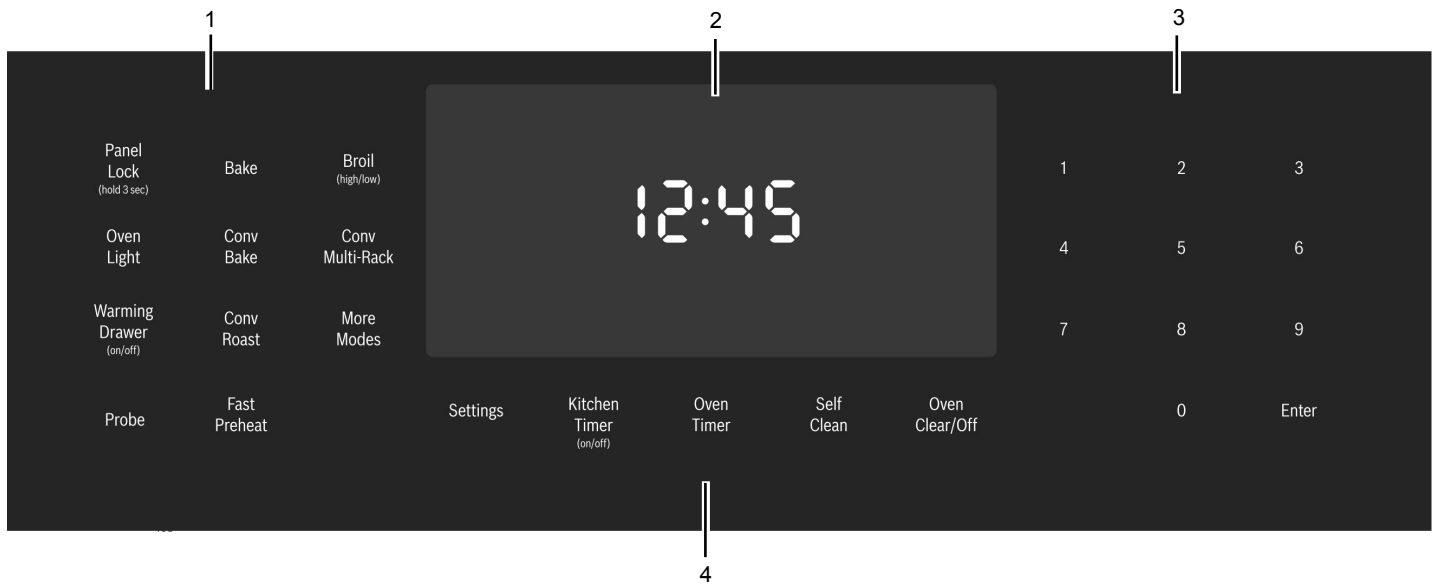 1
2
3
Panel
Lock
(hold 3 sec)
Bake
Broil
(high/low)
Oven
Light
Conv
Bake
Conv
Multi-Rack
Warming
Drawer
(on/off)
Conv
Roast
More
Modes
Probe
Fast
Preheat
12:45
Settings
Kitchen
Timer
(on/off)
Oven
Timer
Self
Clean
Oven
Clear/Off
1
2
3
4
5
6
7
8
9
0
Enter
4